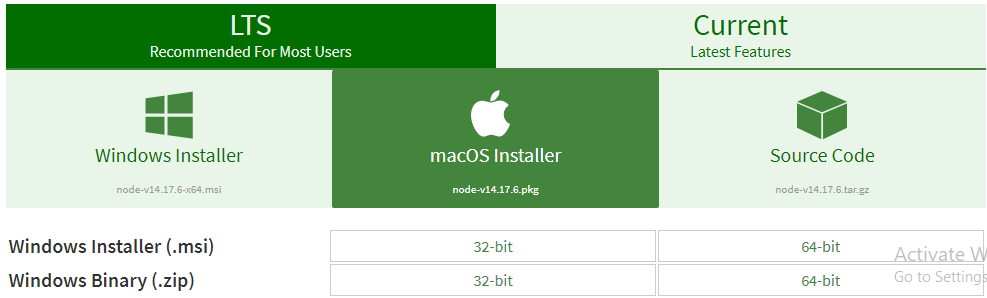 LTS
Recommended For Most Users
Current
Latest Features
Windows Installer
node-v14.17.6-x64.msi
macOS Installer
node-v14.17.6.pkg
Source Code
node-v14.17.6.tar.gz
Windows Installer (.msi) 32-bit 64-bit
Activate W
Windows Binary (.zip) 32-bit 64-bit
Go to Settings